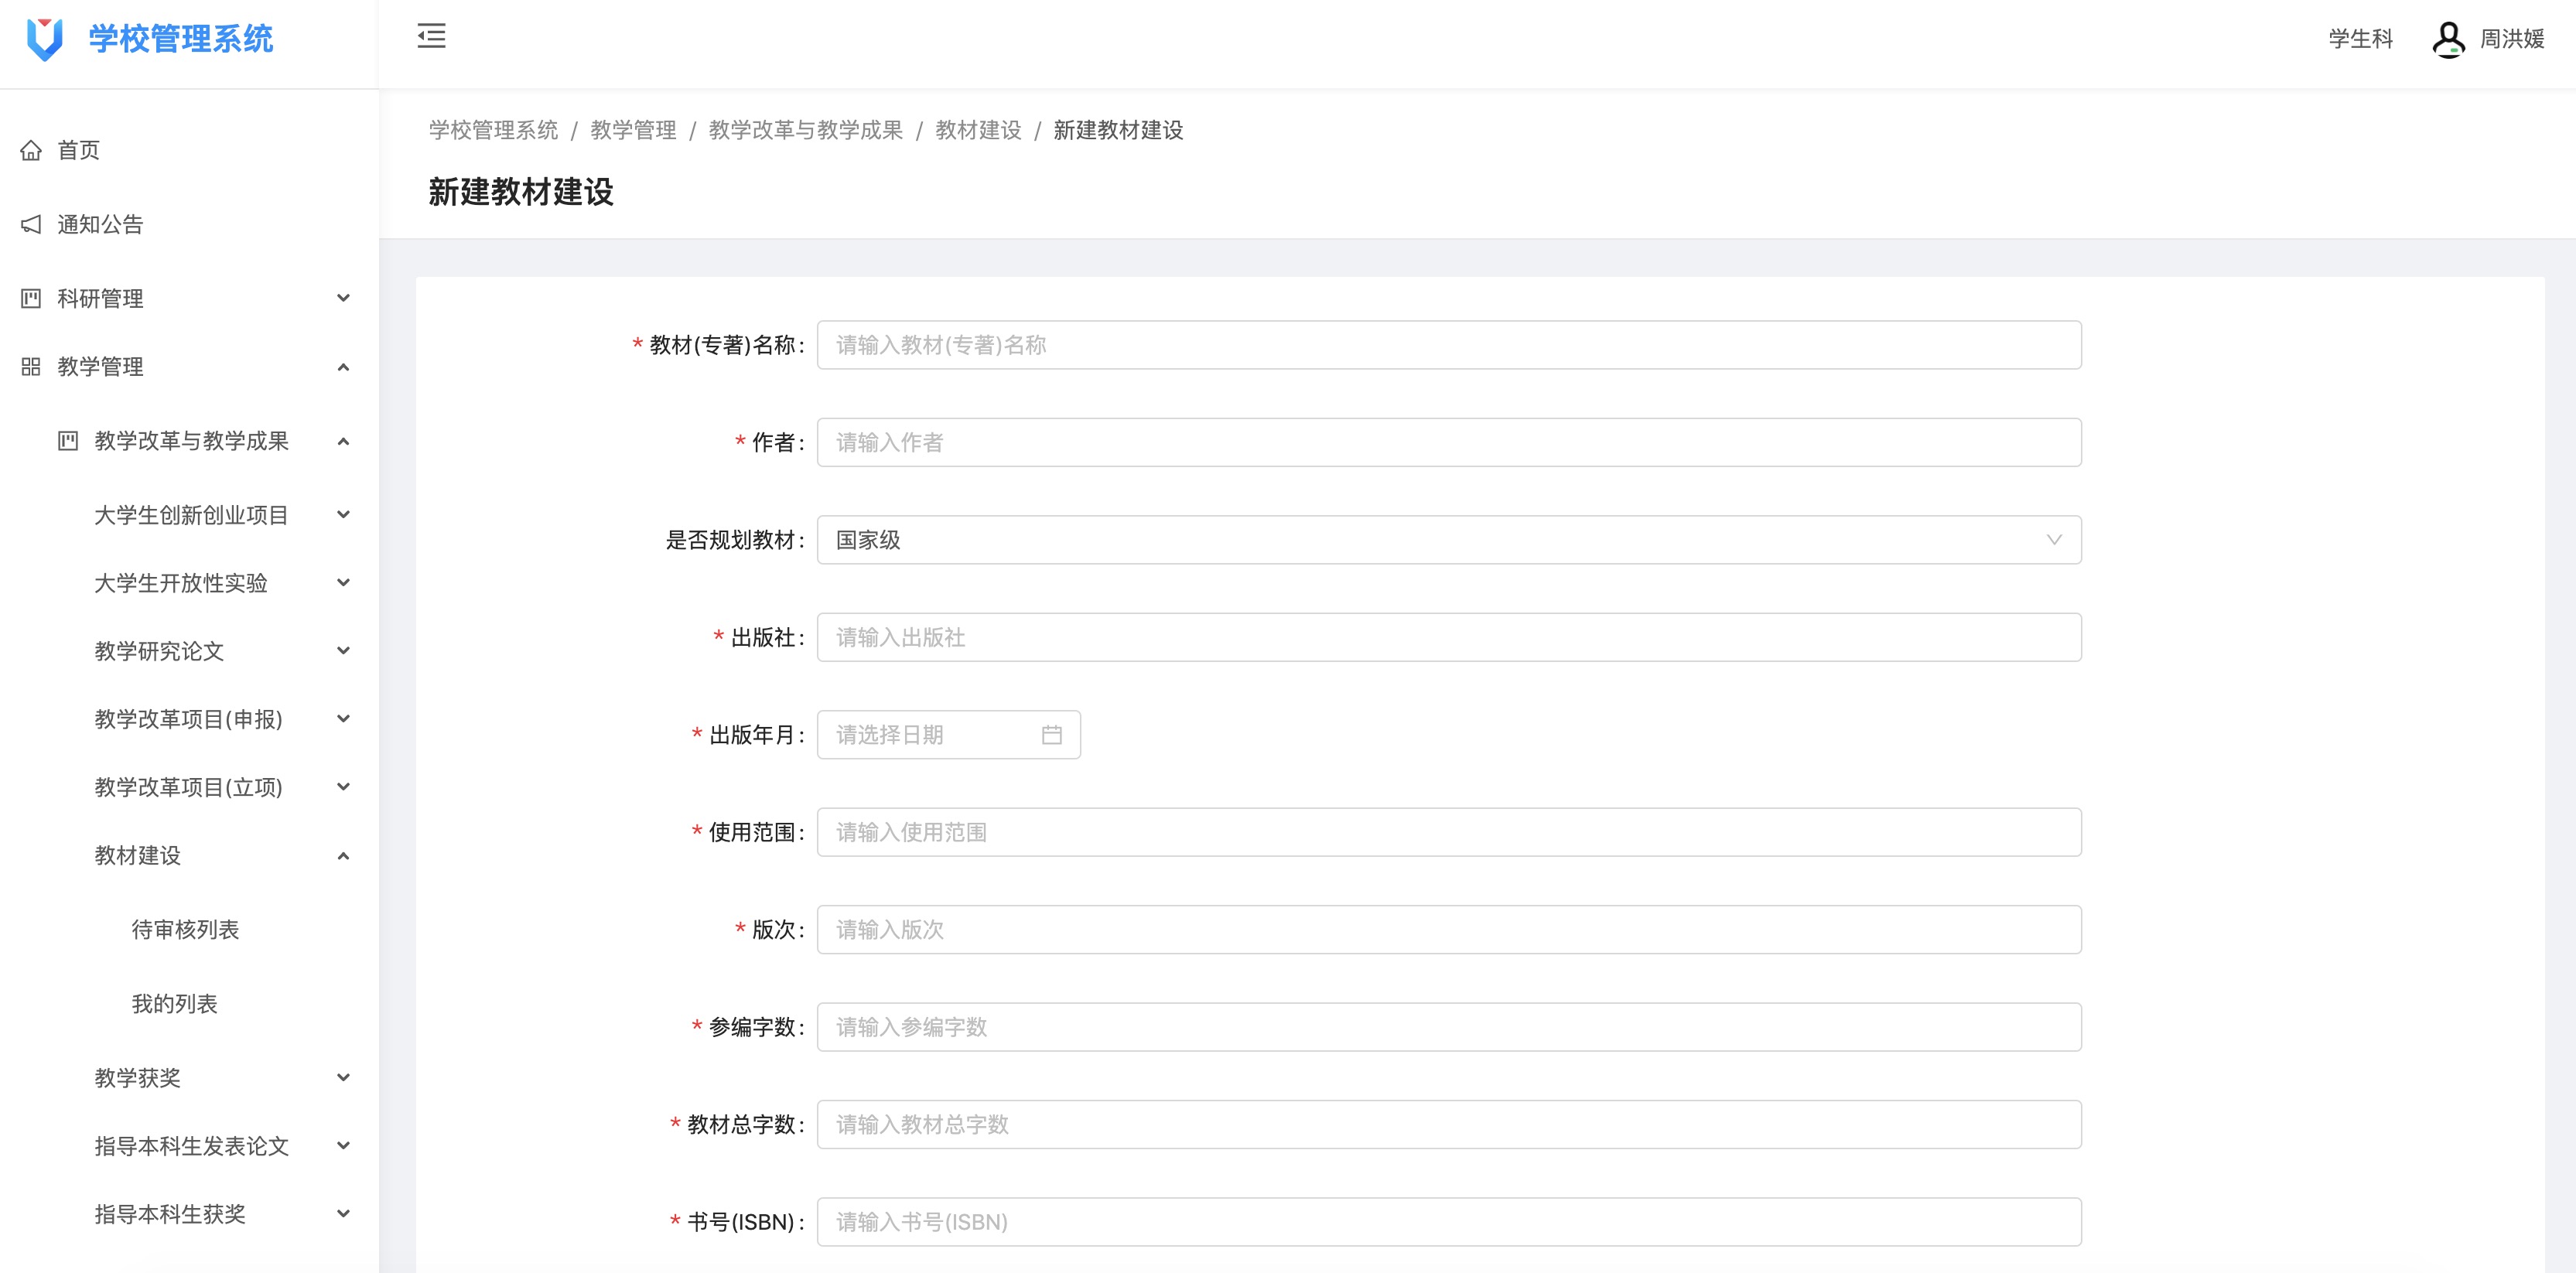 学校管理系统
学生科
周洪媛
首页
通知公告
科研管理
教学管理
教学改革与教学成果
大学生创新创业项目
大学生开放性实验
教学研究论文
教学改革项目(申报)
教学改革项目(立项)
教材建设
待审核列表
我的列表
教学获奖
指导本科生发表论文
指导本科生获奖
学校管理系统 / 教学管理 / 教学改革与教学成果 / 教材建设 / 新建教材建设
新建教材建设
* 教材(专著)名称: 请输入教材(专著)名称
* 作者: 请输入作者
是否规划教材: 国家级
* 出版社: 请输入出版社
* 出版年月: 请选择日期
* 使用范围: 请输入使用范围
* 版次: 请输入版次
* 参编字数: 请输入参编字数
* 教材总字数: 请输入教材总字数
* 书号(ISBN): 请输入书号(ISBN)